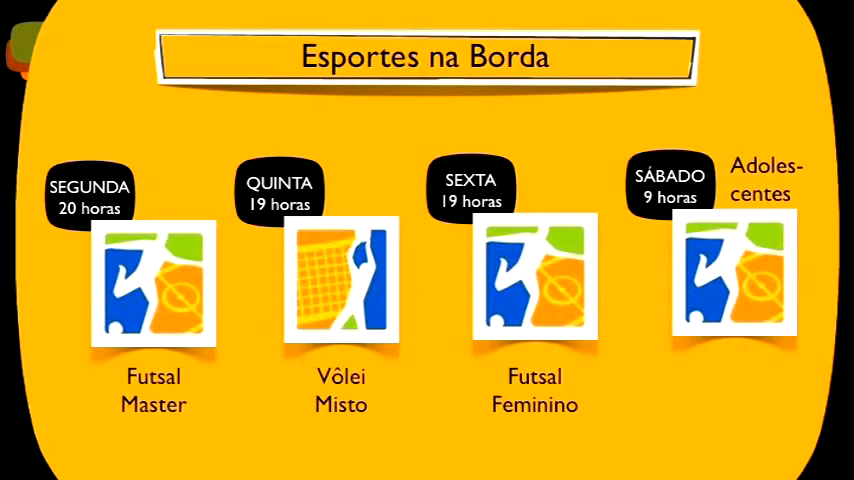 Esportes na Borda
SEGUNDA
20 horas
QUINTA
19 horas
SEXTA
19 horas
SÁBADO
9 horas
Adoles-
centes
Futsal
Master
Vôlei
Misto
Futsal
Feminino